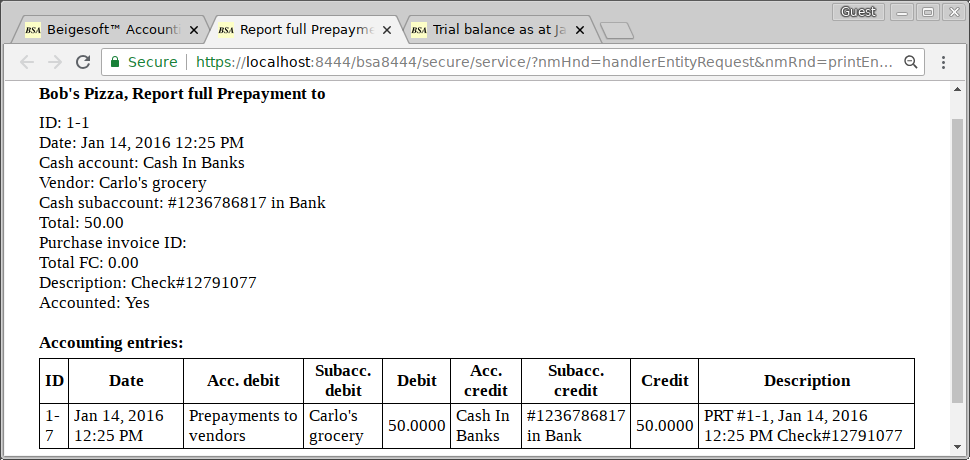 Guest
BSA Beigesoft™ Account
BSA Report full Prepayme
BSA Trial balance as at Ja
Secure https://localhost:8444/bsa8444/secure/service/?nmHnd=handlerEntityRequest&nmRnd=printEn...
Bob's Pizza, Report full Prepayment to
ID: 1-1
Date: Jan 14, 2016 12:25 PM
Cash account: Cash In Banks
Vendor: Carlo's grocery
Cash subaccount: #1236786817 in Bank
Total: 50.00
Purchase invoice ID:
Total FC: 0.00
Description: Check#12791077
Accounted: Yes
Accounting entries:
ID Date Acc. debit Subacc. debit Debit Acc. credit Subacc. credit Credit Description
1-7 Jan 14, 2016 12:25 PM Prepayments to vendors Carlo's grocery 50.0000 Cash In Banks #1236786817 in Bank 50.0000 PRT #1-1, Jan 14, 2016 12:25 PM Check#12791077